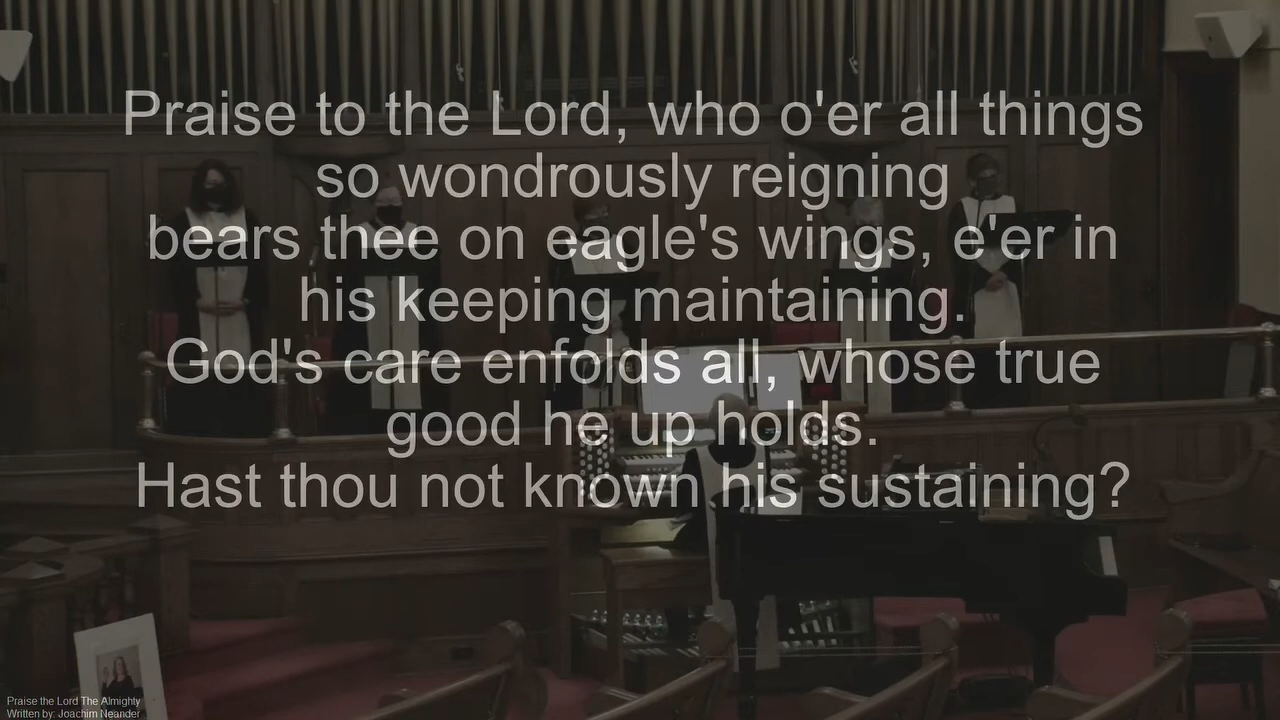 Praise to the Lord, who o'er all things
so wondrously reigning
bears thee on eagle's wings, e'er in
his keeping maintaining.
God's care enfolds all, whose true
good he up holds.
Hast thou not known his sustaining?
Praise the Lord The Almighty
Written by: Joachim Neander